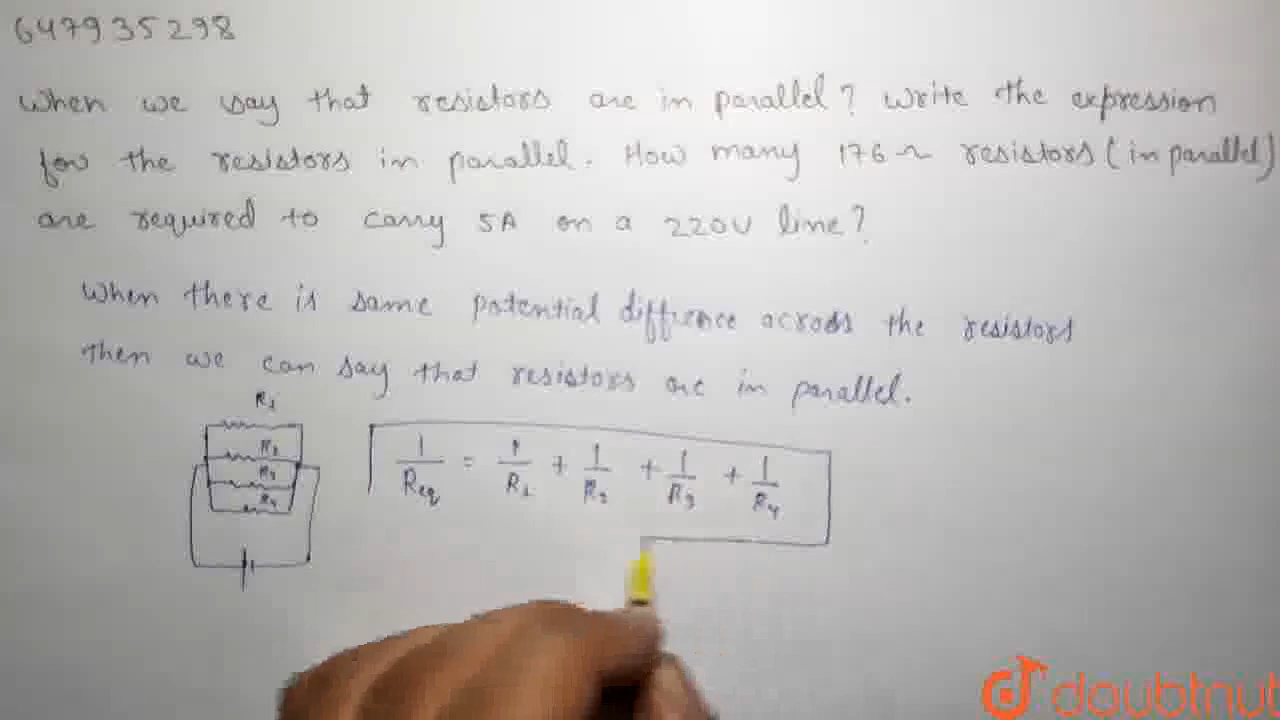 647935298
When we say that resistors are in parallel? Write the expression
for the resistors in parallel. How many 176 Ω resistors (in parallel)
are required to carry 5A on a 220V line?
When there is same potential diffrence across the resistors
then we can say that resistors are in parallel.
R1
R2
R3
R4
1/Req = 1/R1 + 1/R2 + 1/R3 + 1/R4
doubtnut